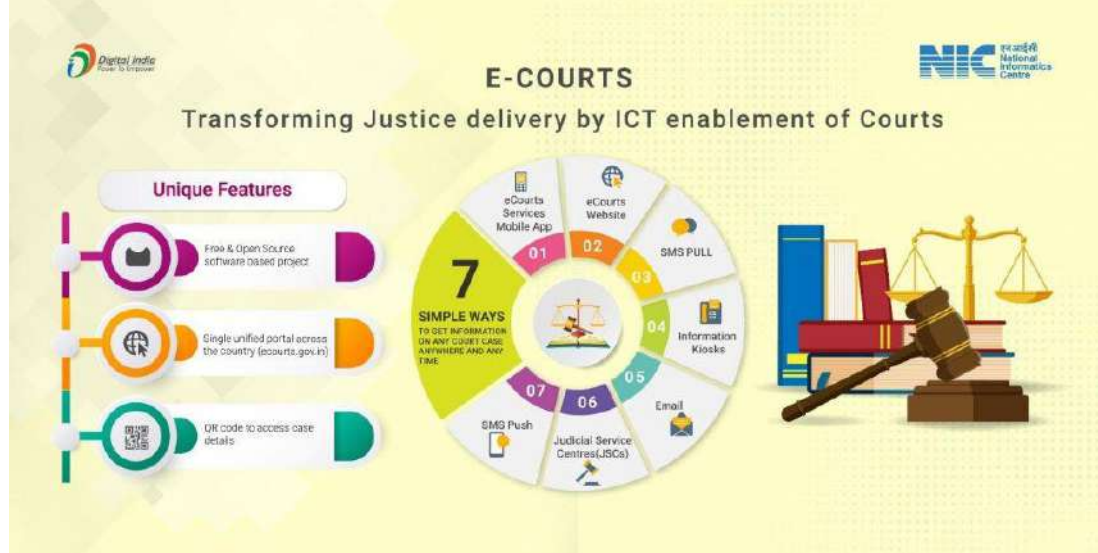 Digital India
Power To Empower
NIC
एन आई सी
National
Informatics
Centre
E-COURTS
Transforming Justice delivery by ICT enablement of Courts
Unique Features
Free & Open Source
software based project
Single unified portal across
the country (ecourts.gov.in)
QR code to access case
details
7
SIMPLE WAYS
TO GET INFORMATION
ON ANY COURT CASE
ANYWHERE AND ANY
TIME
eCourts
Services
Mobile App
01
eCourts
Website
02
SMS PULL
03
Information
Kiosks
04
Email
05
Judicial Service
Centres(JSCs)
06
SMS Push
07